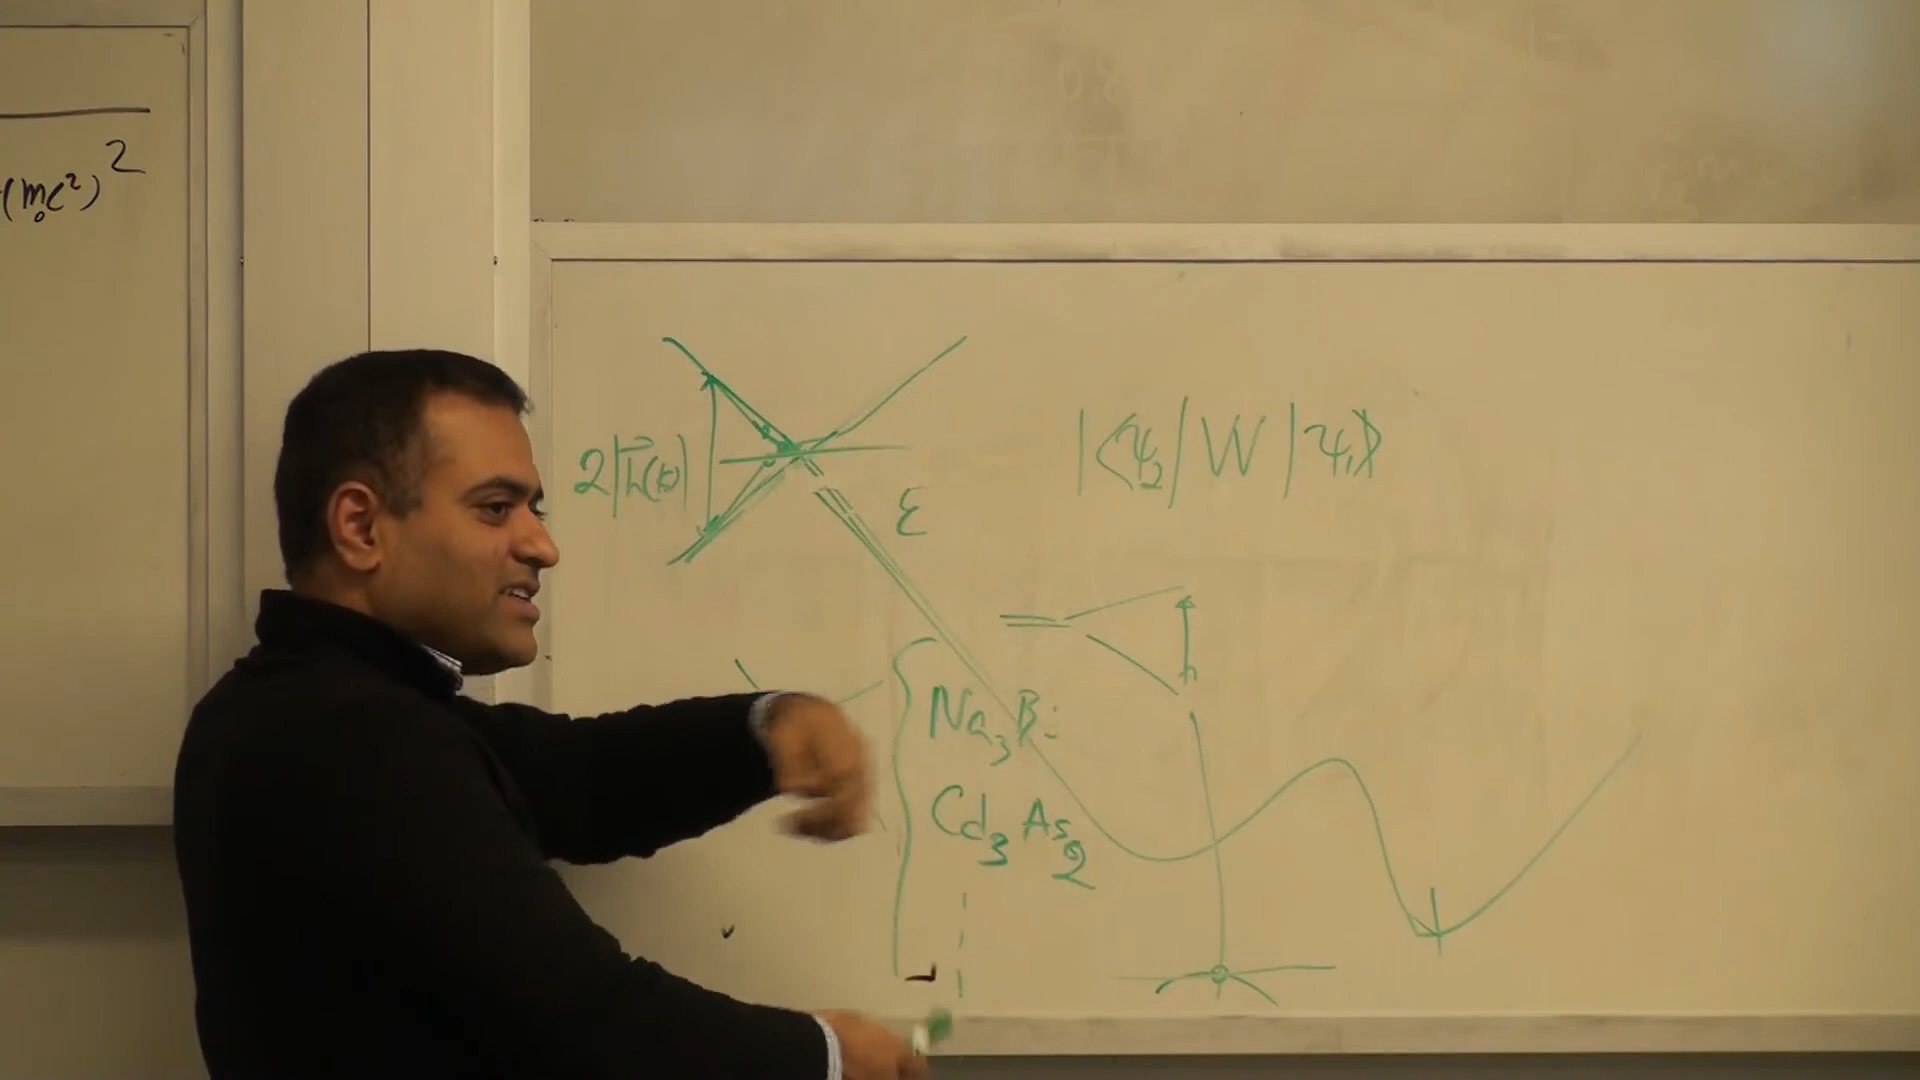 (m₀c²)²
2|h⃗(k)|
|⟨ψ₂|W|ψ₁⟩|
ε
Na₃Bi
Cd₃As₂